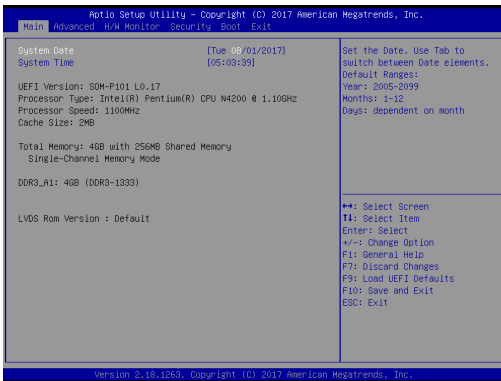 Aptio Setup Utility - Copyright (C) 2017 American Megatrends, Inc.
Main Advanced H/W Monitor Security Boot Exit
System Date [Tue 08/01/2017]
System Time [05:03:39]
UEFI Version: SOM-P101 L0.17
Processor Type: Intel(R) Pentium(R) CPU N4200 @ 1.10GHz
Processor Speed: 1100MHz
Cache Size: 2MB
Total Memory: 4GB with 256MB Shared Memory
Single-Channel Memory Mode
DDR3_A1: 4GB (DDR3-1333)
LVDS Rom Version : Default
Set the Date. Use Tab to
switch between Date elements.
Default Ranges:
Year: 2005-2099
Months: 1-12
Days: dependent on month
↔: Select Screen
↑↓: Select Item
Enter: Select
+/-: Change Option
F1: General Help
F7: Discard Changes
F9: Load UEFI Defaults
F10: Save and Exit
ESC: Exit
Version 2.18.1263. Copyright (C) 2017 American Megatrends, Inc.